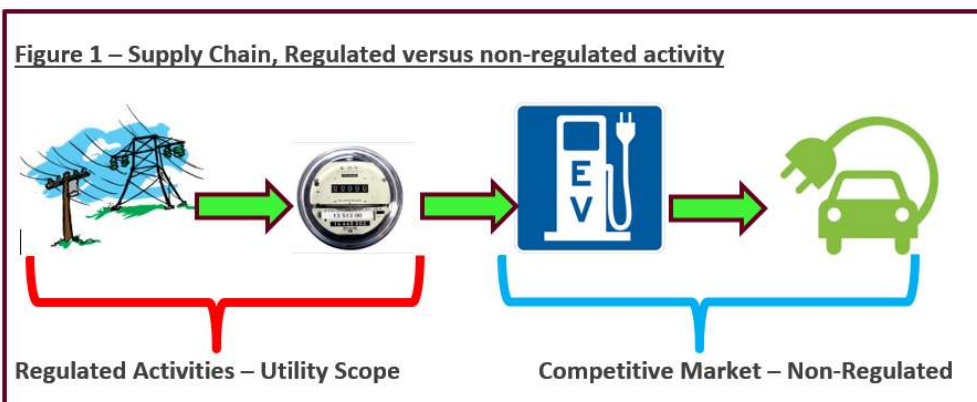 Figure 1 – Supply Chain, Regulated versus non-regulated activity
E
V
Regulated Activities – Utility Scope
Competitive Market – Non-Regulated